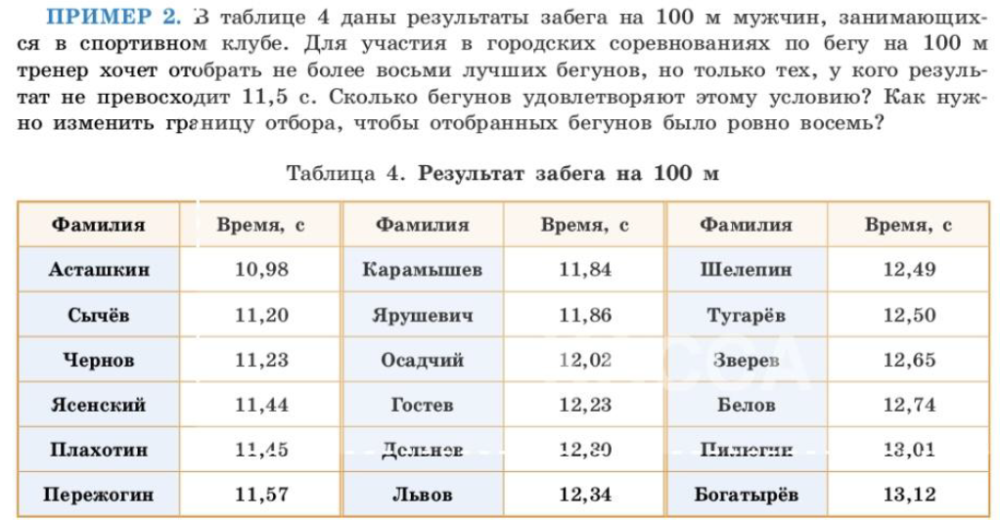 ПРИМЕР 2. В таблице 4 даны результаты забега на 100 м мужчин, занимающих-
ся в спортивном клубе. Для участия в городских соревнованиях по бегу на 100 м
тренер хочет отобрать не более восьми лучших бегунов, но только тех, у кого резуль-
тат не превосходит 11,5 с. Сколько бегунов удовлетворяют этому условию? Как нуж-
но изменить границу отбора, чтобы отобранных бегунов было ровно восемь?
Таблица 4. Результат забега на 100 м
Фамилия Время, с Фамилия Время, с Фамилия Время, с
Асташкин 10,98 Карамышев 11,84 Шелепин 12,49
Сычёв 11,20 Ярушевич 11,86 Тугарёв 12,50
Чернов 11,23 Осадчий 12,02 Зверев 12,65
Ясенский 11,44 Гостев 12,23 Белов 12,74
Плахотин 11,45 Дольнев Пилюгин 13,01
Пережогин 11,57 Львов 12,34 Богатырёв 13,12